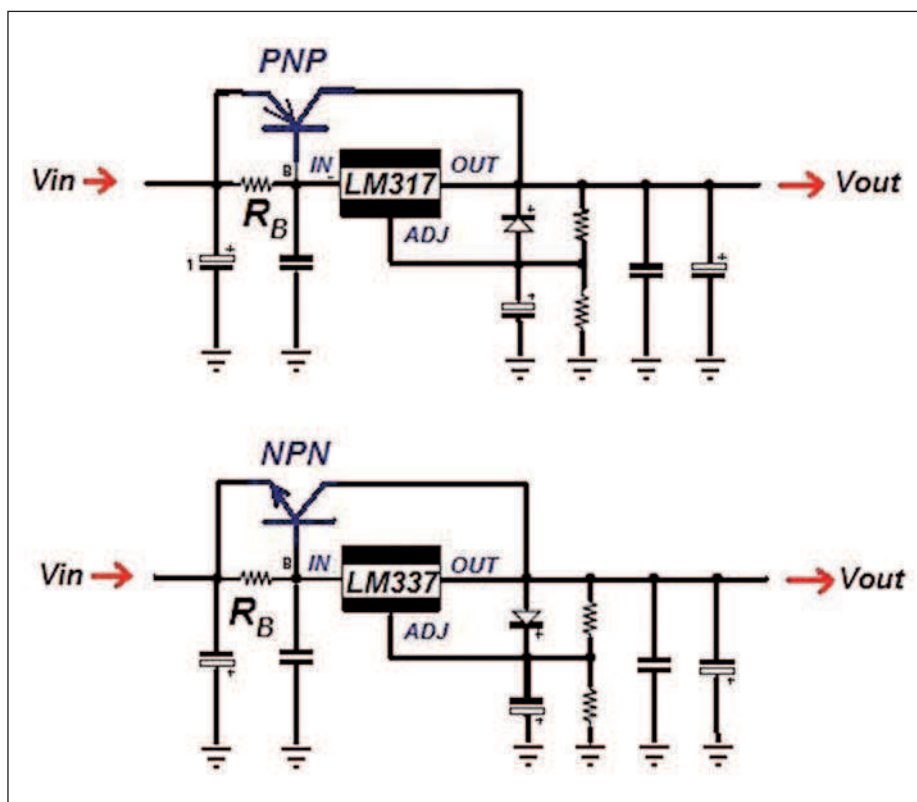 PNP
Vin
B
IN
LM317
OUT
Vout
R_B
ADJ
+
1
+
+
+
NPN
Vin
B
IN
LM337
OUT
Vout
R_B
ADJ
+
+
+
+